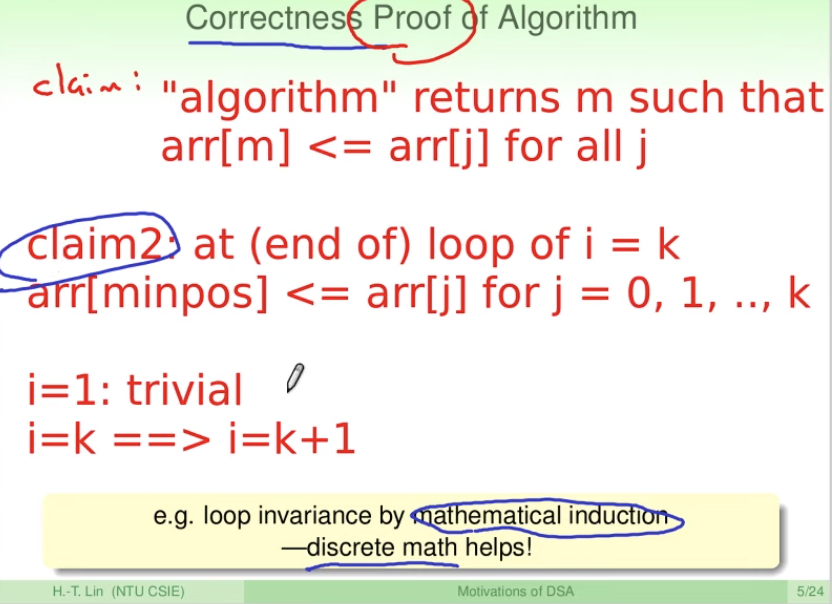 Correctness Proof of Algorithm
claim: "algorithm" returns m such that
arr[m] <= arr[j] for all j
claim2: at (end of) loop of i = k
arr[minpos] <= arr[j] for j = 0, 1, .., k
i=1: trivial
i=k ==> i=k+1
e.g. loop invariance by mathematical induction
—discrete math helps!
H.-T. Lin (NTU CSIE) Motivations of DSA 5/24